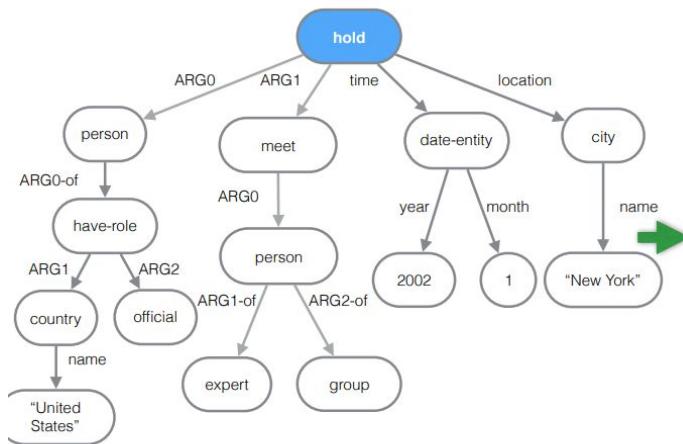 hold
ARG0
ARG1
time
location
person
meet
date-entity
city
ARG0-of
ARG0
year
month
name
have-role
person
2002
1
“New York”
ARG1
ARG2
ARG1-of
ARG2-of
country
official
name
expert
group
“United
States”